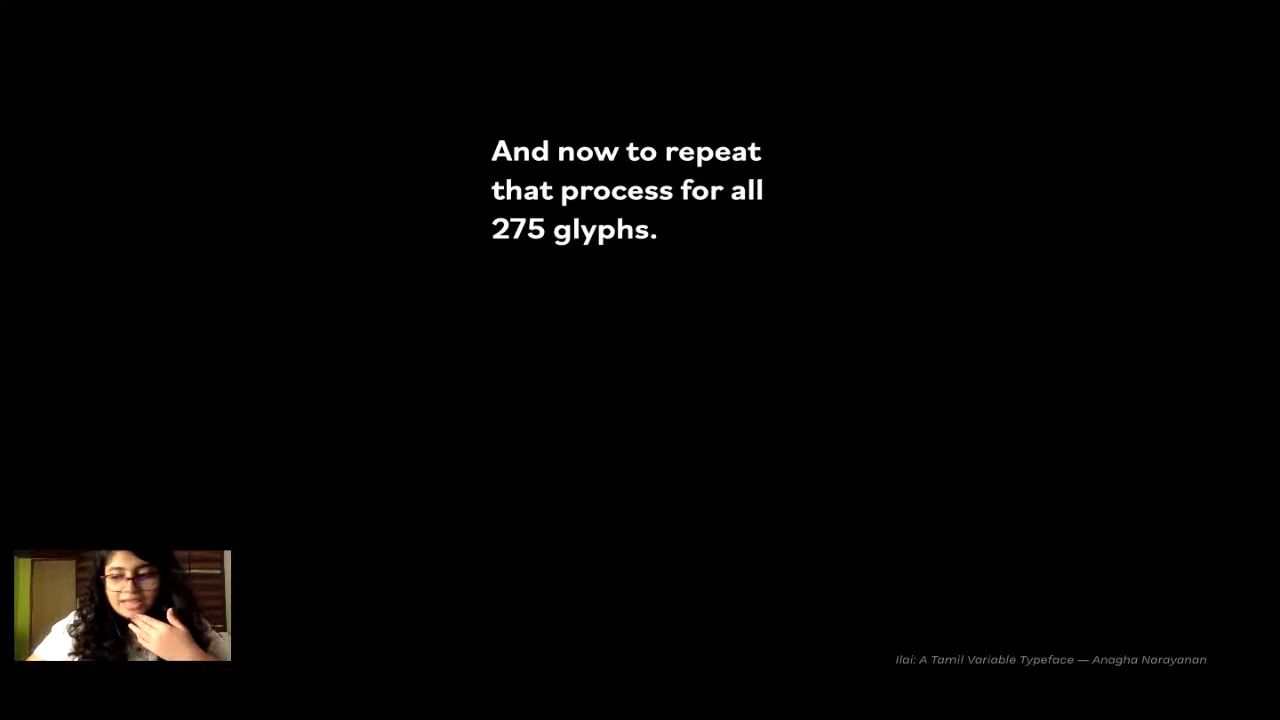 And now to repeat
that process for all
275 glyphs.
Ilai: A Tamil Variable Typeface — Anagha Narayanan